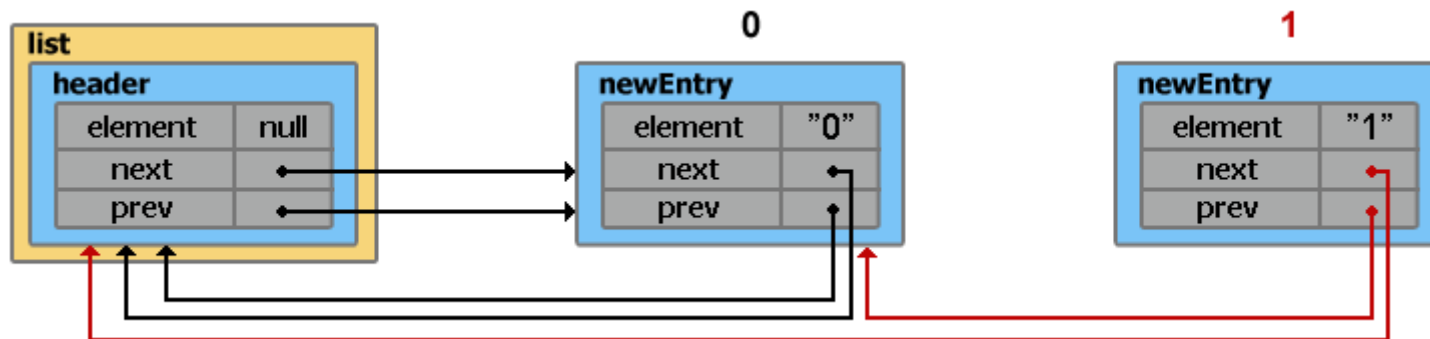 0
1
list
header
element null
next
prev
newEntry
element ”0”
next
prev
newEntry
element ”1”
next
prev